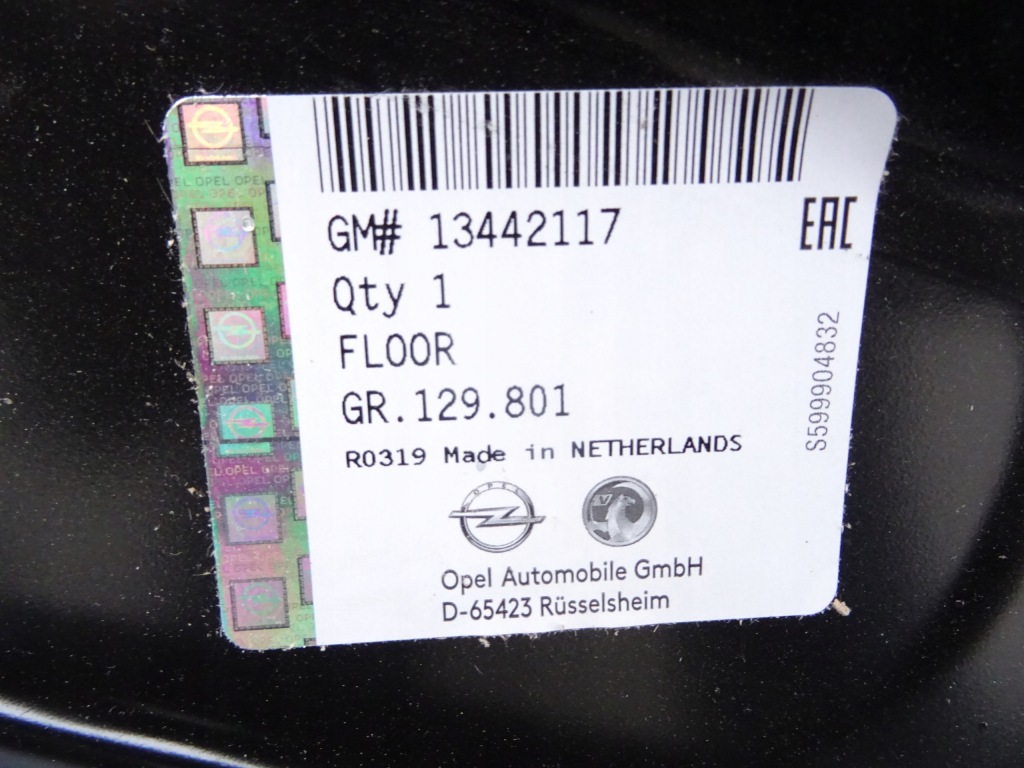 GM# 13442117
EAC
Qty 1
FLOOR
GR.129.801
R0319 Made in NETHERLANDS
S599904832
OPEL
Opel Automobile GmbH
D-65423 Rüsselsheim